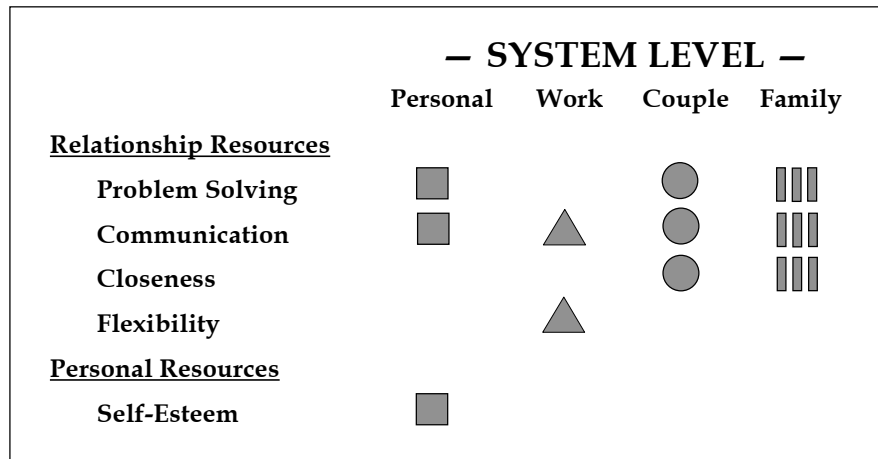 — SYSTEM LEVEL —
Personal Work Couple Family
Relationship Resources
Problem Solving
Communication
Closeness
Flexibility
Personal Resources
Self-Esteem